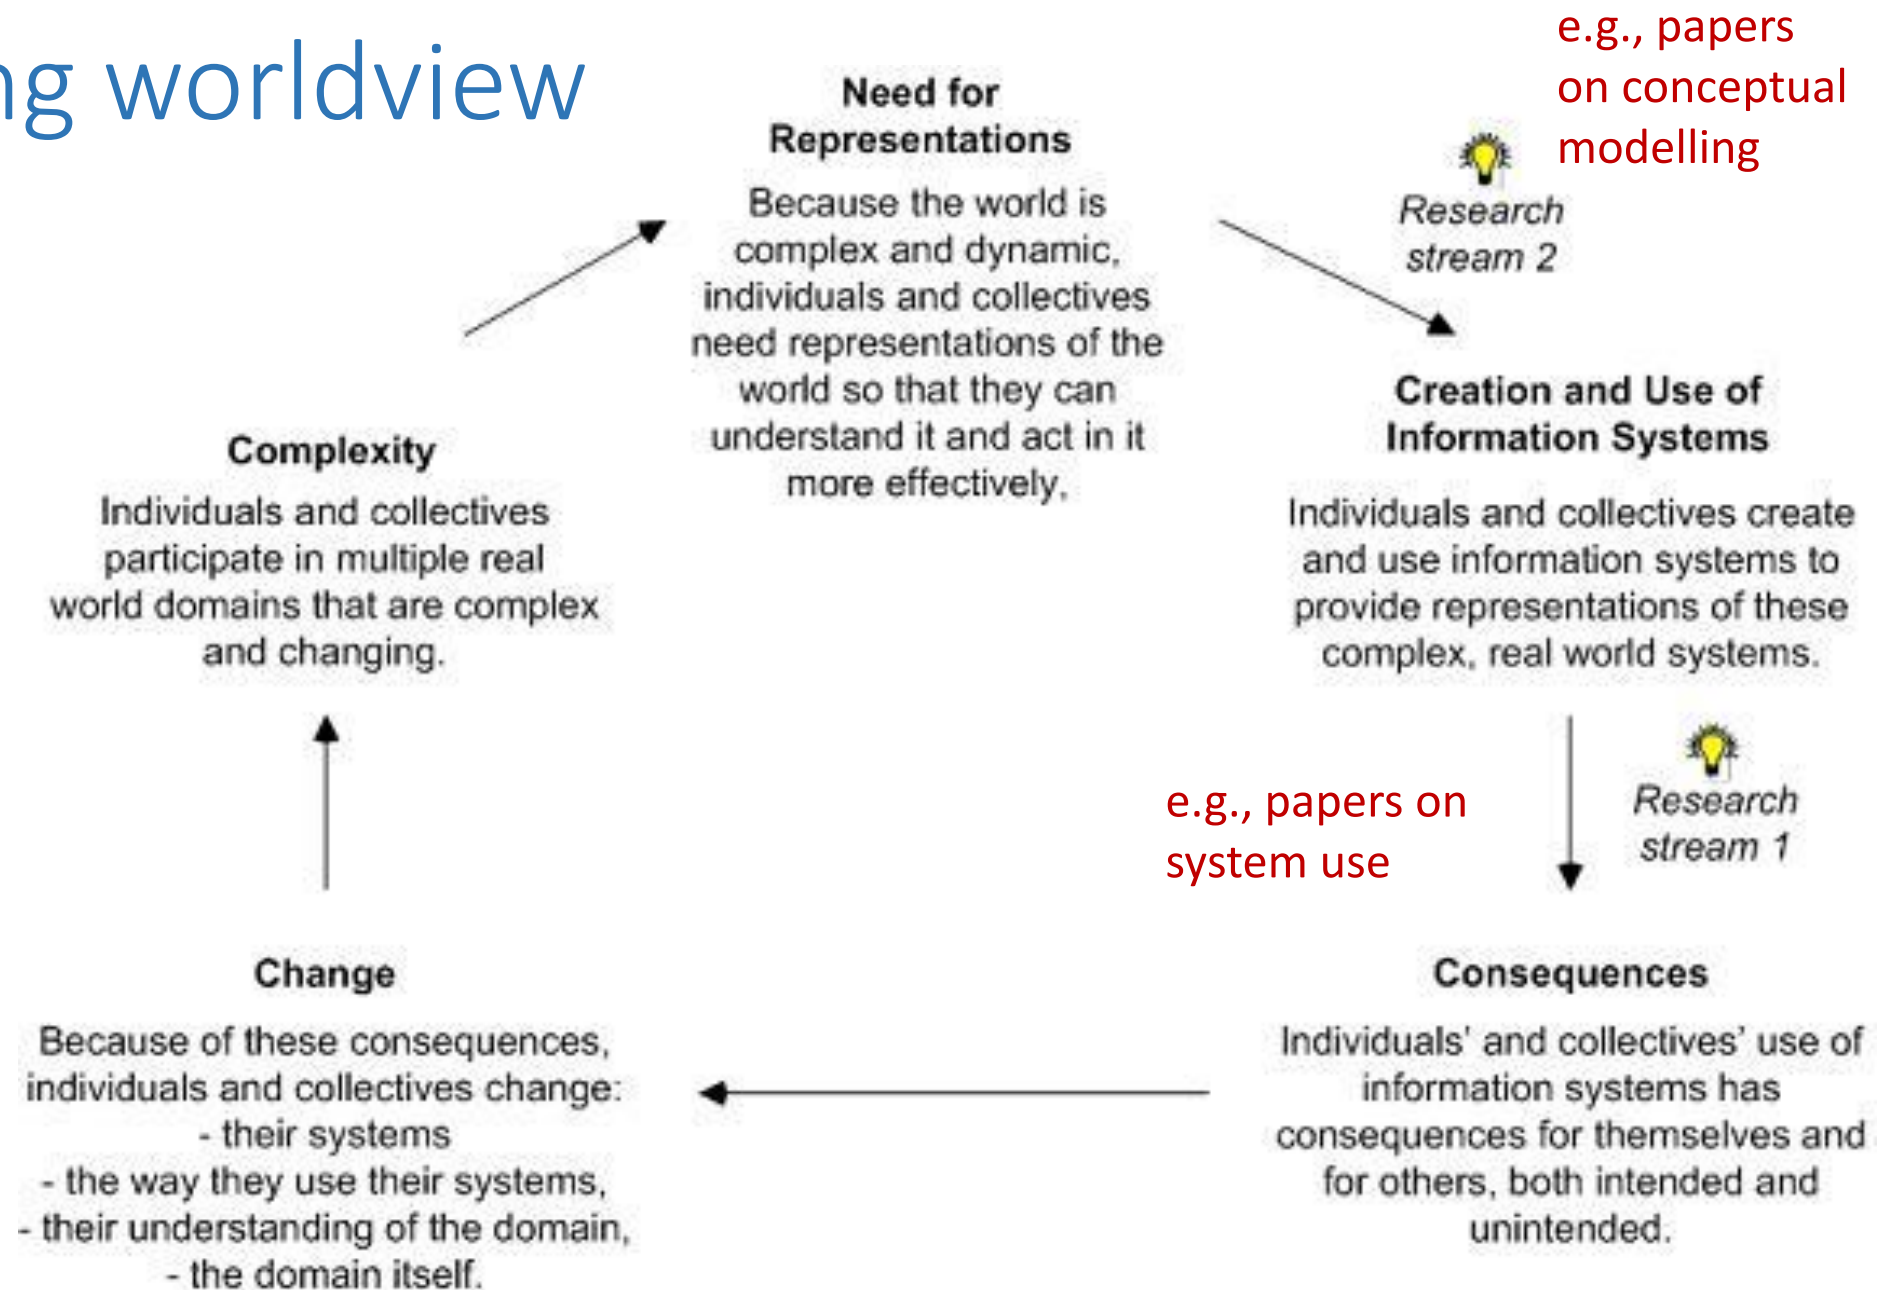 ng worldview
e.g., papers
on conceptual
modelling
Need for
Representations
Because the world is
complex and dynamic,
individuals and collectives
need representations of the
world so that they can
understand it and act in it
more effectively,
Research
stream 2
Creation and Use of
Information Systems
Individuals and collectives create
and use information systems to
provide representations of these
complex, real world systems.
Complexity
Individuals and collectives
participate in multiple real
world domains that are complex
and changing.
e.g., papers on
system use
Research
stream 1
Consequences
Individuals' and collectives' use of
information systems has
consequences for themselves and
for others, both intended and
unintended.
Change
Because of these consequences,
individuals and collectives change:
- their systems
- the way they use their systems,
- their understanding of the domain,
- the domain itself.